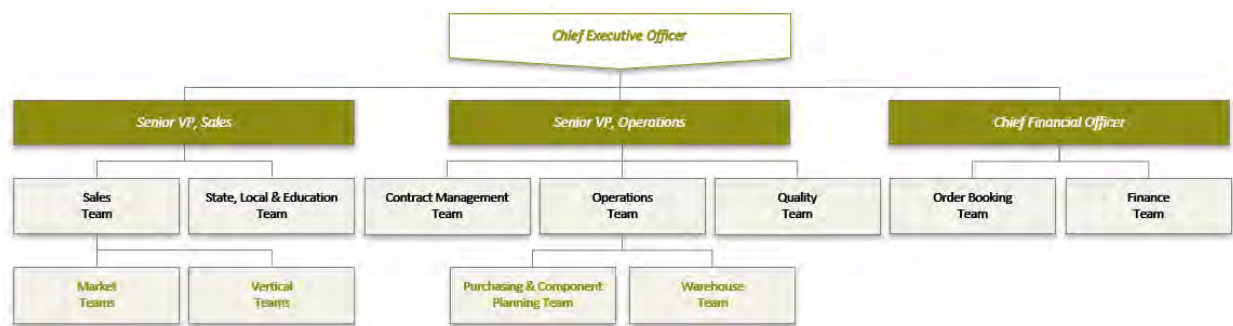 Chief Executive Officer
Senior VP, Sales
Senior VP, Operations
Chief Financial Officer
Sales
Team
State, Local & Education
Team
Contract Management
Team
Operations
Team
Quality
Team
Order Booking
Team
Finance
Team
Market
Teams
Vertical
Teams
Purchasing & Component
Planning Team
Warehouse
Team